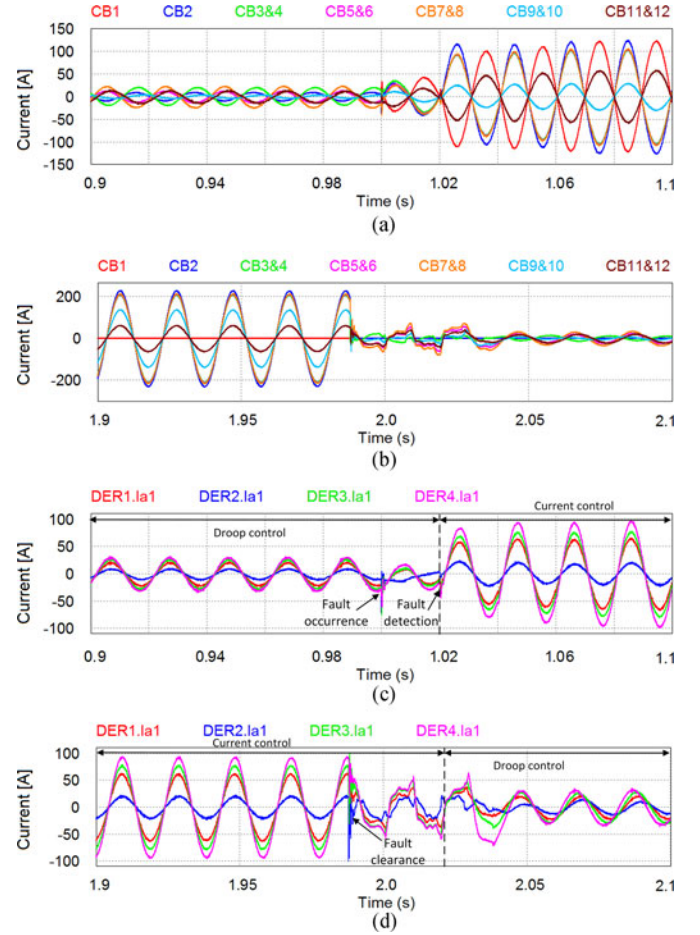 CB1 CB2 CB3&4 CB5&6 CB7&8 CB9&10 CB11&12
150
100
50
0
-50
-100
-150
Current [A]
0.9 0.94 0.98 1.02 1.06 1.1
Time (s)
(a)
CB1 CB2 CB3&4 CB5&6 CB7&8 CB9&10 CB11&12
200
0
-200
Current [A]
1.9 1.95 2.0 2.05 2.1
Time (s)
(b)
DER1.Ia1 DER2.Ia1 DER3.Ia1 DER4.Ia1
Current control
Droop control
100
50
0
-50
-100
Current [A]
Fault occurrence
Fault detection
0.9 0.94 0.98 1.02 1.06 1.1
Time (s)
(c)
DER1.Ia1 DER2.Ia1 DER3.Ia1 DER4.Ia1
Current control
Droop control
100
50
0
-50
-100
Current [A]
Fault clearance
1.9 1.95 2.0 2.05 2.1
Time (s)
(d)